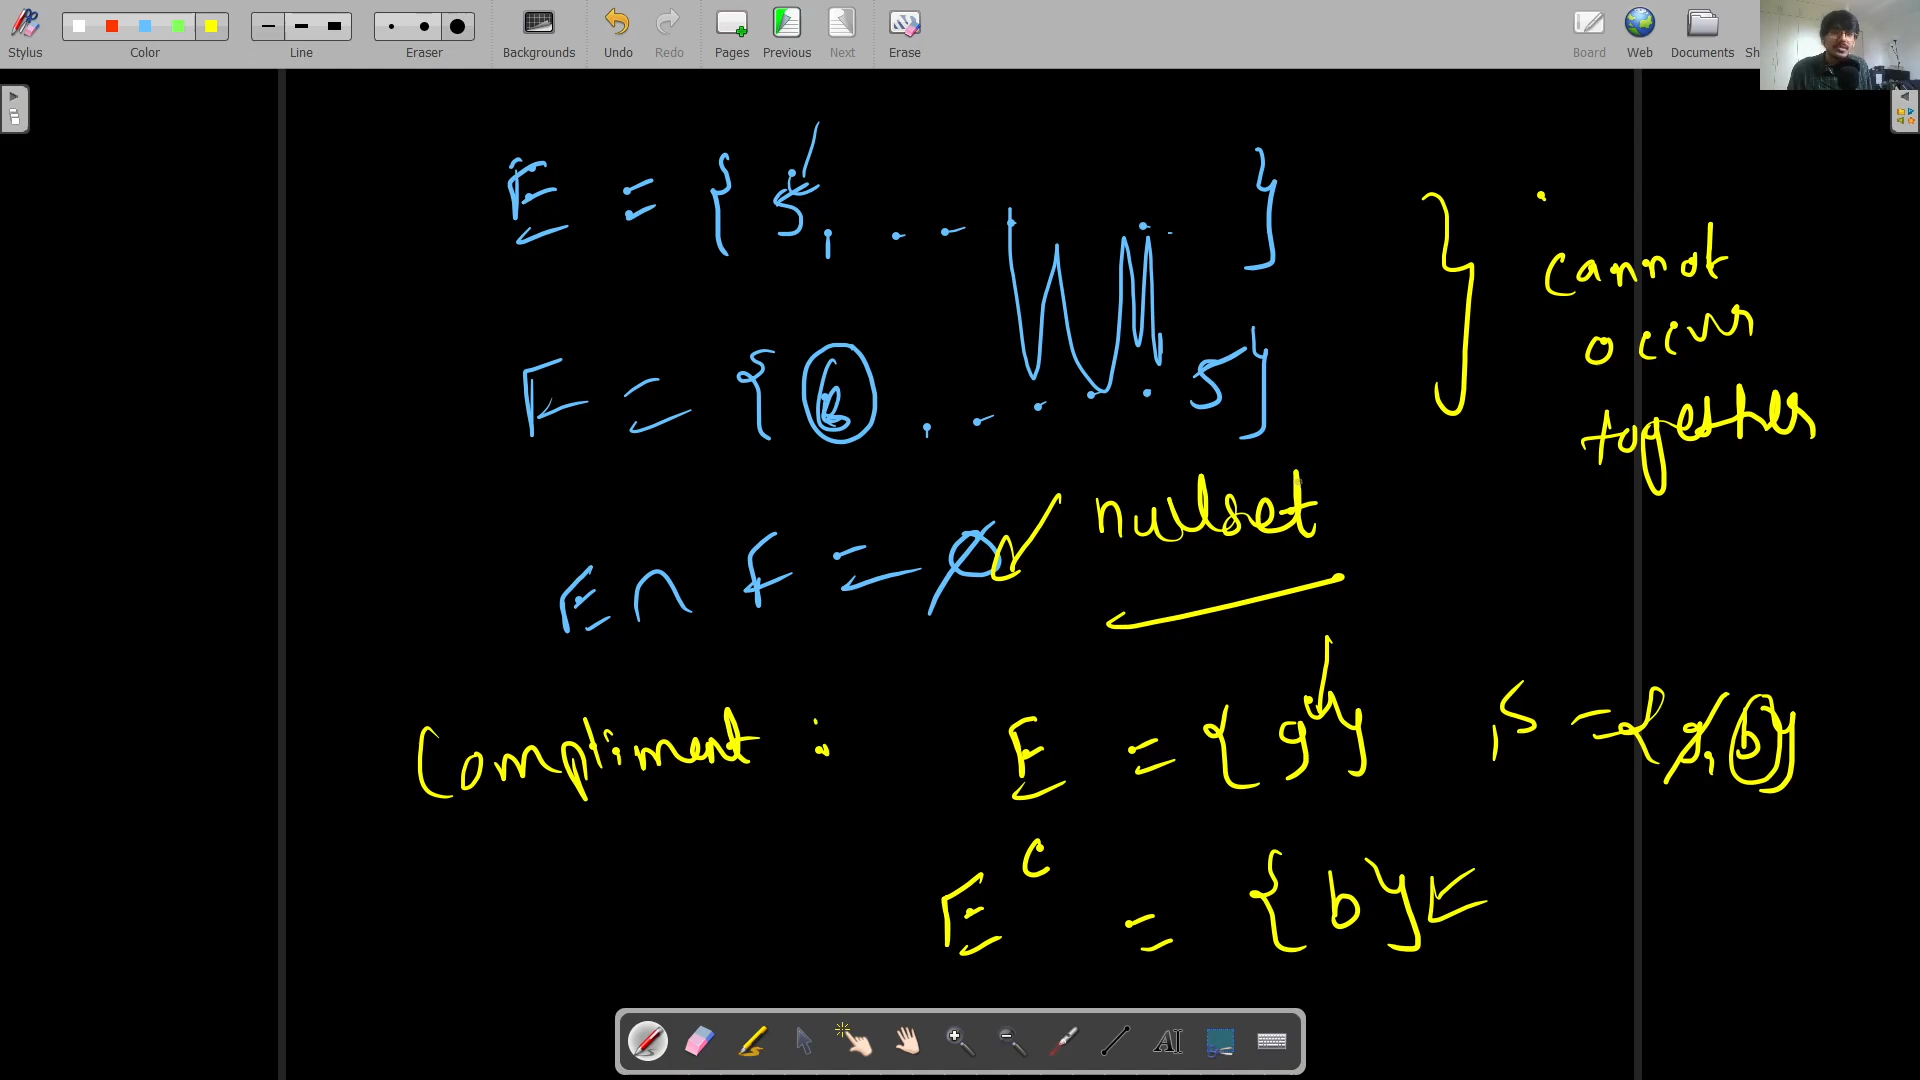 Stylus Color Line Eraser Backgrounds Undo Redo Pages Previous Next Erase Board Web Documents Sh
E = { 5, . . . . }
cannot
occur
together
F = { 6, . . . . . 5 }
E ∩ F = ∅ nullset
Compliment : E = { g } , S = { g, b }
E^c = { b }